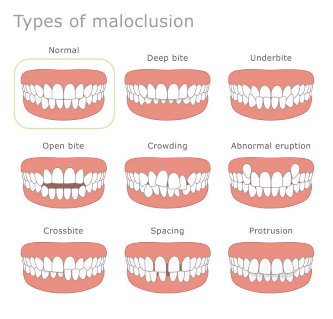 Types of maloclusion
Normal
Deep bite
Underbite
Open bite
Crowding
Abnormal eruption
Crossbite
Spacing
Protrusion